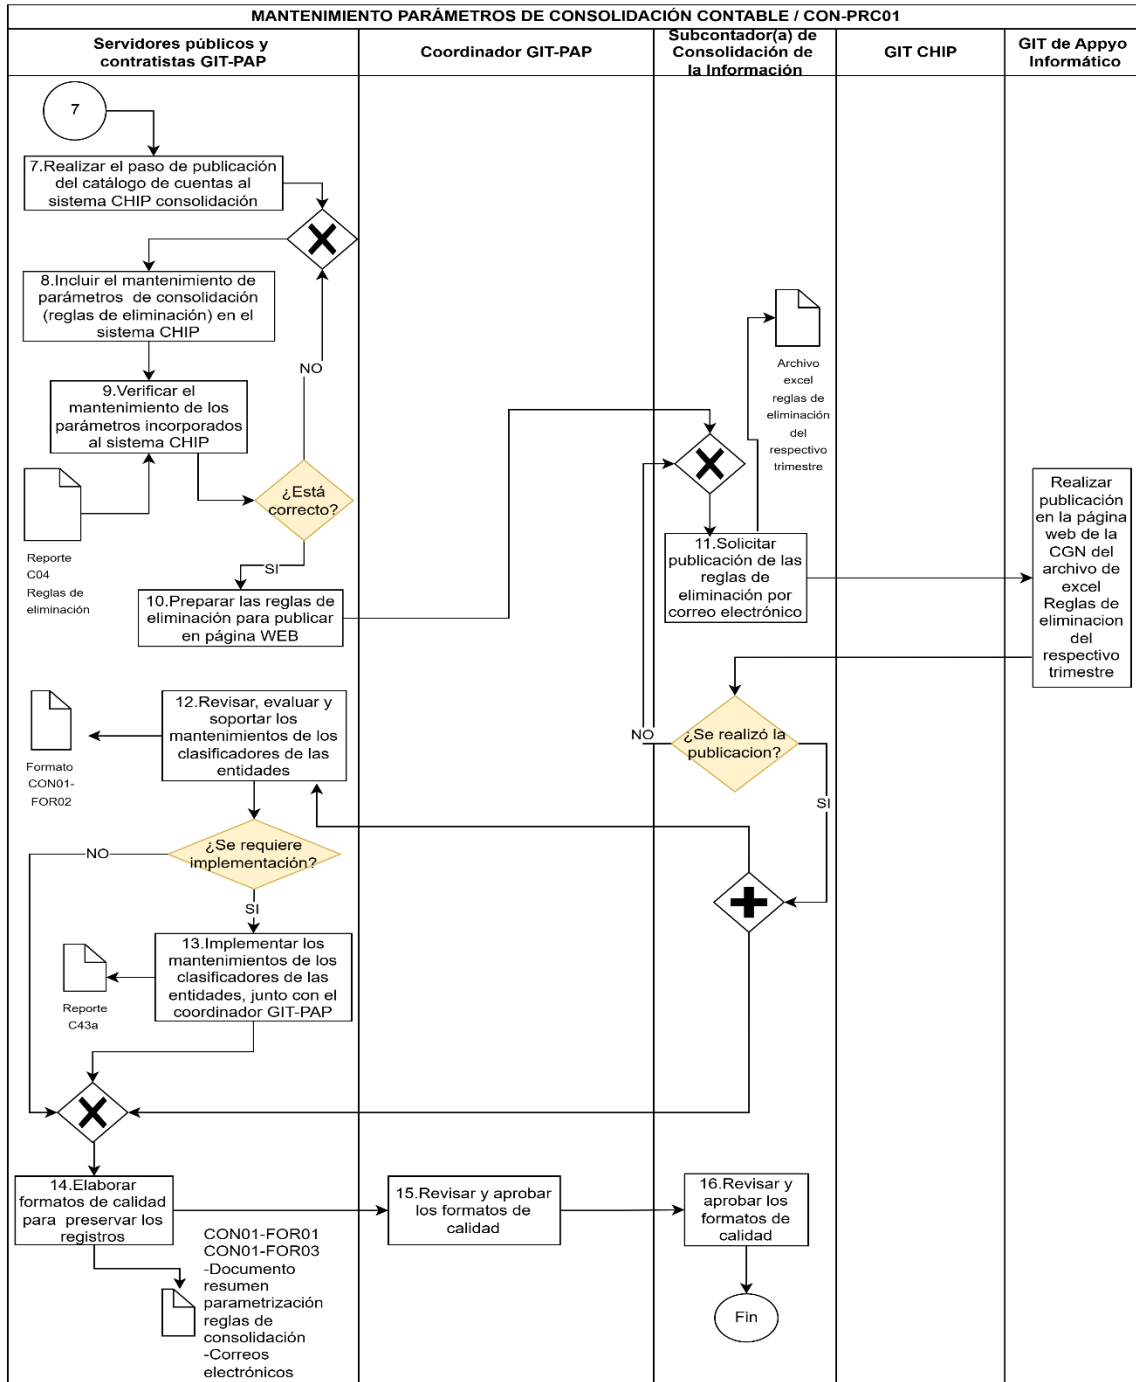 MANTENIMIENTO PARÁMETROS DE CONSOLIDACIÓN CONTABLE / CON-PRC01
Servidores públicos y
contratistas GIT-PAP
Coordinador GIT-PAP
Subcontador(a) de
Consolidación de
la Información
GIT CHIP
GIT de Appyo
Informático
7
7.Realizar el paso de publicación
del catálogo de cuentas al
sistema CHIP consolidación
8.Incluir el mantenimiento de
parámetros de consolidación
(reglas de eliminación) en el
sistema CHIP
NO
9.Verificar el
mantenimiento de los
parámetros incorporados
al sistema CHIP
¿Está
correcto?
Reporte
C04
Reglas de
eliminación
SI
10.Preparar las reglas de
eliminación para publicar
en página WEB
Archivo
excel
reglas de
eliminación
del
respectivo
trimestre
11.Solicitar
publicación de las
reglas de
eliminación por
correo electrónico
Realizar
publicación
en la página
web de la
CGN del
archivo de
excel
Reglas de
eliminacion
del
respectivo
trimestre
¿Se realizó la
publicacion?
NO
SI
12.Revisar, evaluar y
soportar los
mantenimientos de los
clasificadores de las
entidades
Formato
CON01-
FOR02
¿Se requiere
implementación?
NO
SI
13.Implementar los
mantenimientos de los
clasificadores de las
entidades, junto con el
coordinador GIT-PAP
Reporte
C43a
14.Elaborar
formatos de calidad
para preservar los
registros
CON01-FOR01
CON01-FOR03
-Documento
resumen
parametrización
reglas de
consolidación
-Correos
electrónicos
15.Revisar y aprobar
los formatos de
calidad
16.Revisar y
aprobar los
formatos de
calidad
Fin